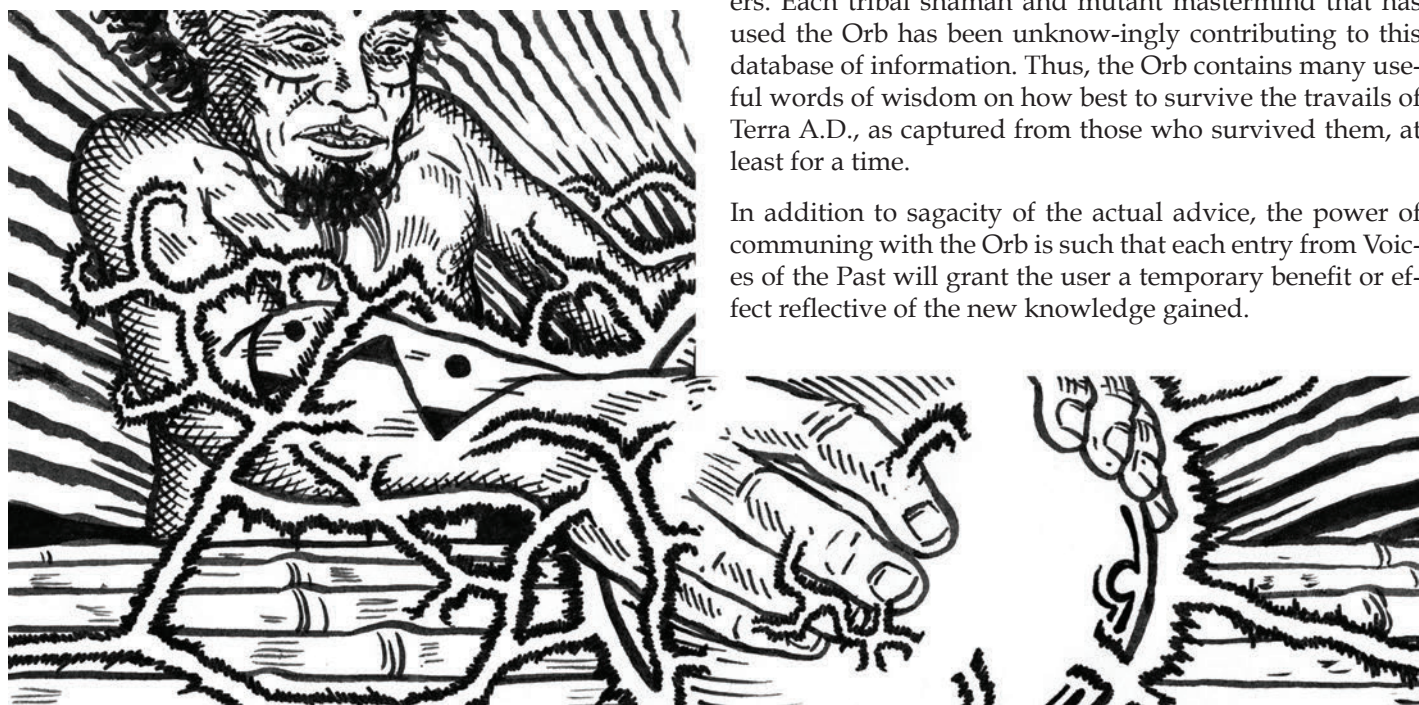 ers. Each tribal shaman and mutant mastermind that has
used the Orb has been unknow-ingly contributing to this
database of information. Thus, the Orb contains many use-
ful words of wisdom on how best to survive the travails of
Terra A.D., as captured from those who survived them, at
least for a time.
In addition to sagacity of the actual advice, the power of
communing with the Orb is such that each entry from Voic-
es of the Past will grant the user a temporary benefit or ef-
fect reflective of the new knowledge gained.